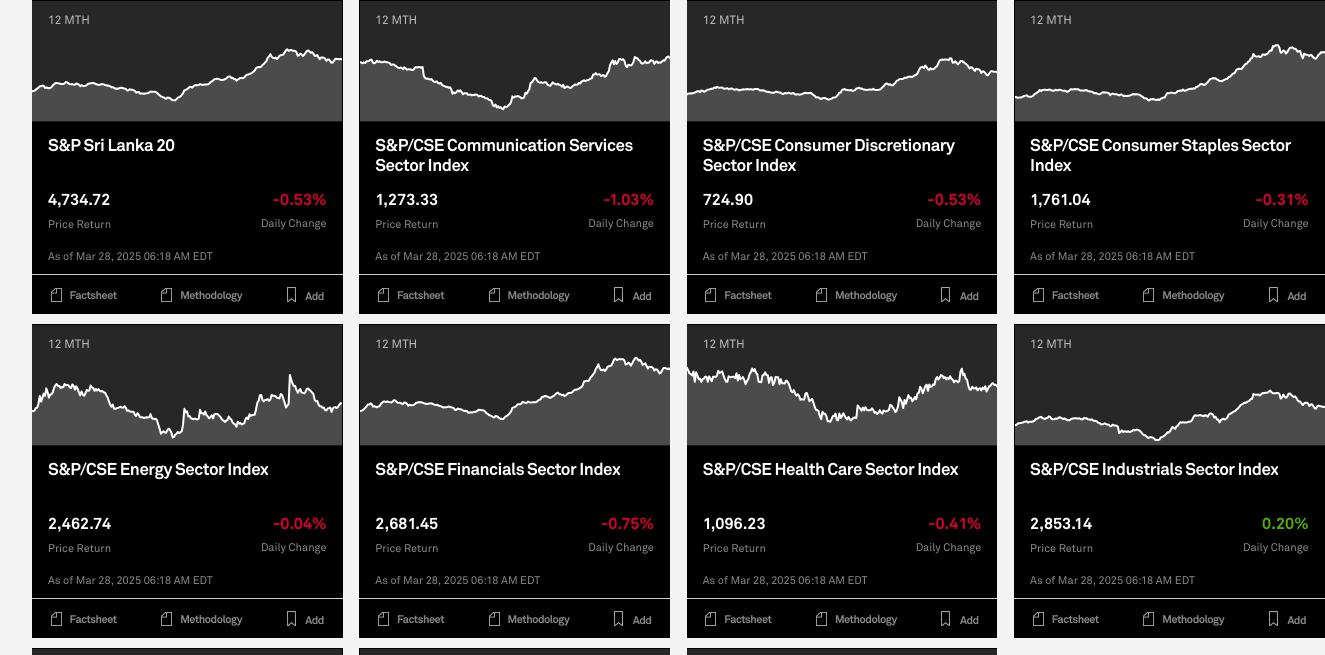 12 MTH
S&P Sri Lanka 20
4,734.72 -0.53%
Price Return Daily Change
As of Mar 28, 2025 06:18 AM EDT
Factsheet Methodology Add
12 MTH
S&P/CSE Communication Services
Sector Index
1,273.33 -1.03%
Price Return Daily Change
As of Mar 28, 2025 06:18 AM EDT
Factsheet Methodology Add
12 MTH
S&P/CSE Consumer Discretionary
Sector Index
724.90 -0.53%
Price Return Daily Change
As of Mar 28, 2025 06:18 AM EDT
Factsheet Methodology Add
12 MTH
S&P/CSE Consumer Staples Sector
Index
1,761.04 -0.31%
Price Return Daily Change
As of Mar 28, 2025 06:18 AM EDT
Factsheet Methodology Add
12 MTH
S&P/CSE Energy Sector Index
2,462.74 -0.04%
Price Return Daily Change
As of Mar 28, 2025 06:18 AM EDT
Factsheet Methodology Add
12 MTH
S&P/CSE Financials Sector Index
2,681.45 -0.75%
Price Return Daily Change
As of Mar 28, 2025 06:18 AM EDT
Factsheet Methodology Add
12 MTH
S&P/CSE Health Care Sector Index
1,096.23 -0.41%
Price Return Daily Change
As of Mar 28, 2025 06:18 AM EDT
Factsheet Methodology Add
12 MTH
S&P/CSE Industrials Sector Index
2,853.14 0.20%
Price Return Daily Change
As of Mar 28, 2025 06:18 AM EDT
Factsheet Methodology Add